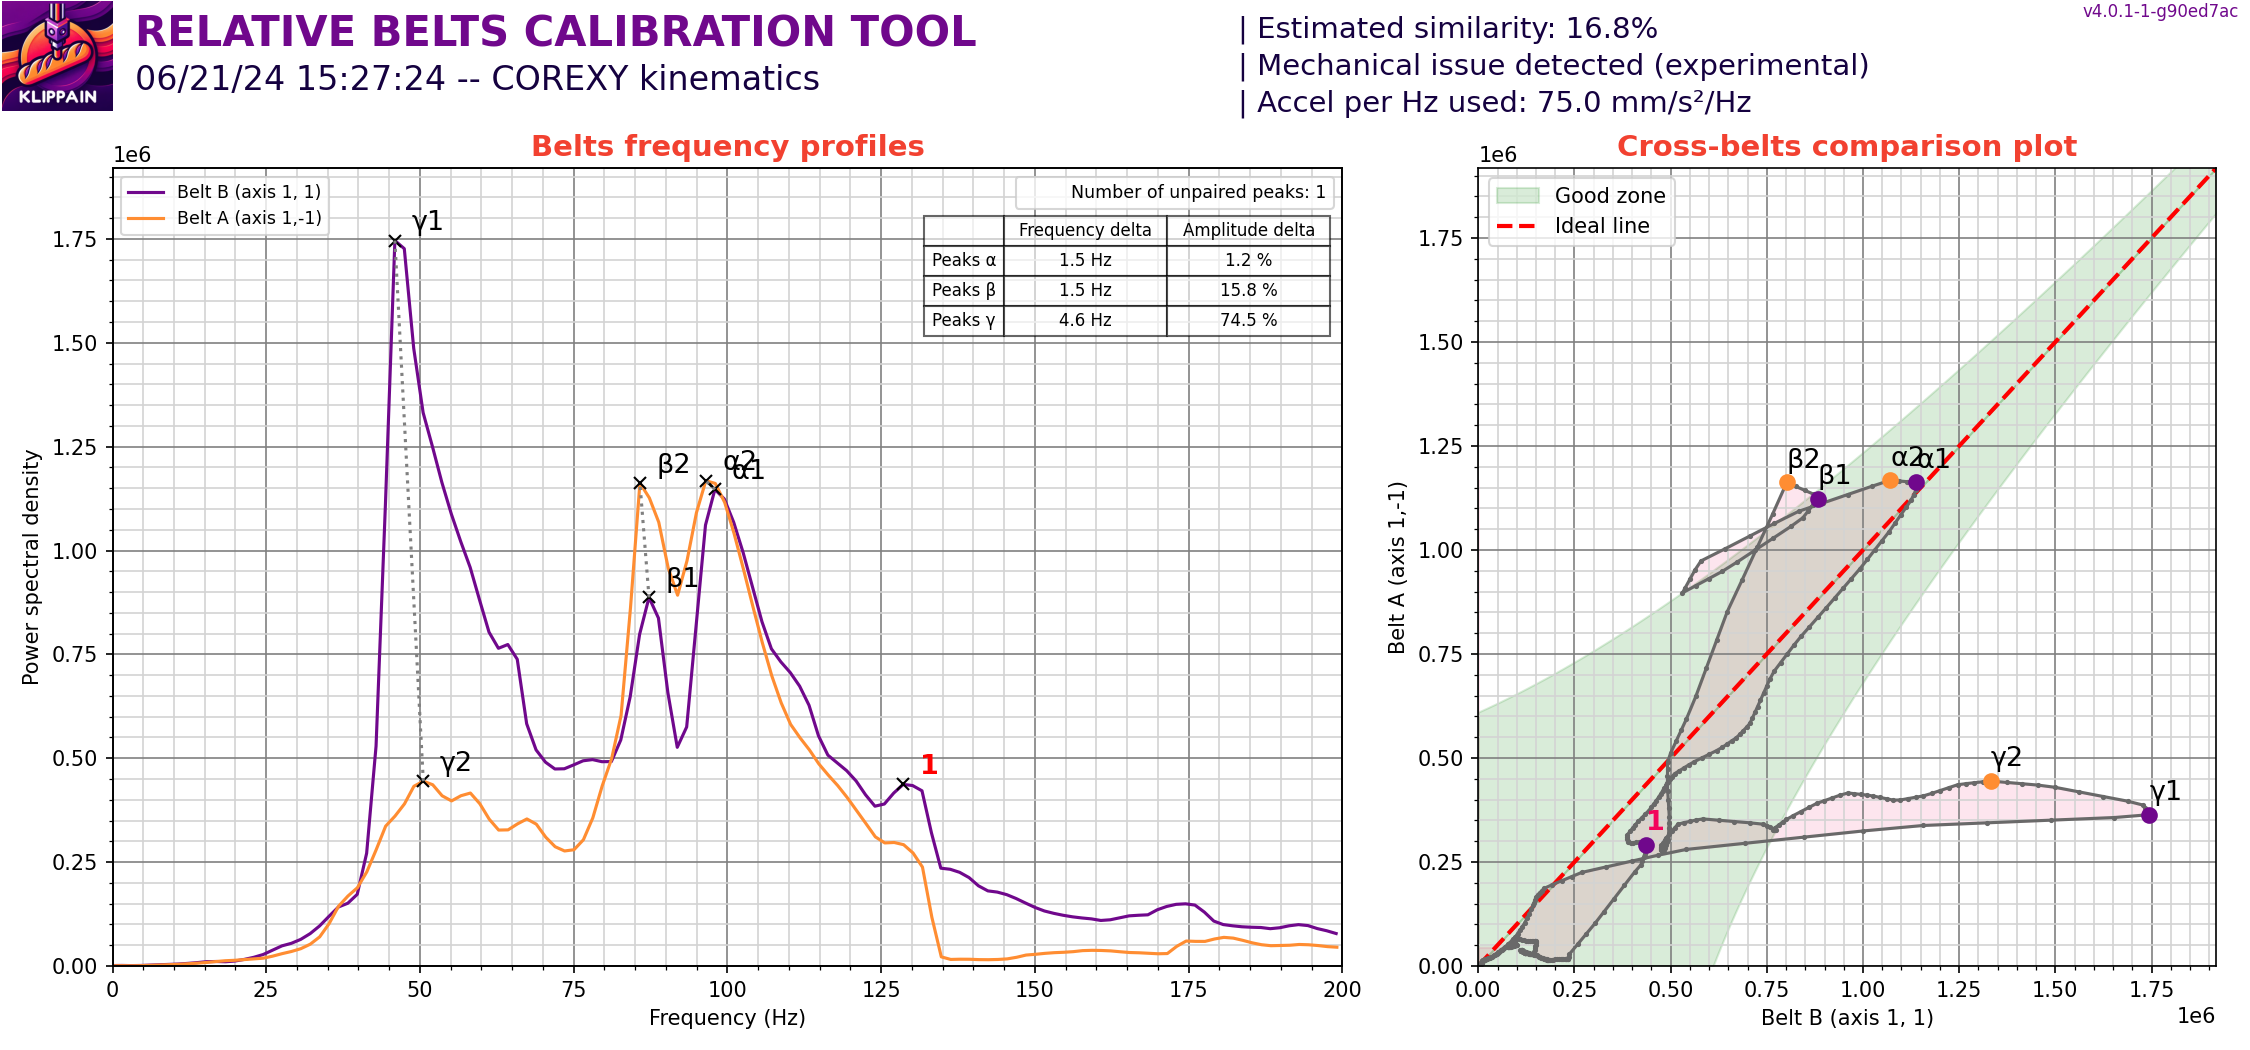 KLIPPAIN
RELATIVE BELTS CALIBRATION TOOL
06/21/24 15:27:24 -- COREXY kinematics
| Estimated similarity: 16.8%
| Mechanical issue detected (experimental)
| Accel per Hz used: 75.0 mm/s²/Hz
v4.0.1-1-g90ed7ac
Belts frequency profiles
1e6
Belt B (axis 1, 1)
Belt A (axis 1,-1)
Number of unpaired peaks: 1
Frequency delta Amplitude delta
Peaks α 1.5 Hz 1.2 %
Peaks β 1.5 Hz 15.8 %
Peaks γ 4.6 Hz 74.5 %
γ1
γ2
β2
β1
α2
α1
1
Power spectral density
1.75
1.50
1.25
1.00
0.75
0.50
0.25
0.00
0 25 50 75 100 125 150 175 200
Frequency (Hz)
Cross-belts comparison plot
1e6
Good zone
Ideal line
β2
β1
α2
α1
γ2
γ1
1
Belt A (axis 1,-1)
1.75
1.50
1.25
1.00
0.75
0.50
0.25
0.00
0.00 0.25 0.50 0.75 1.00 1.25 1.50 1.75
Belt B (axis 1, 1)
1e6